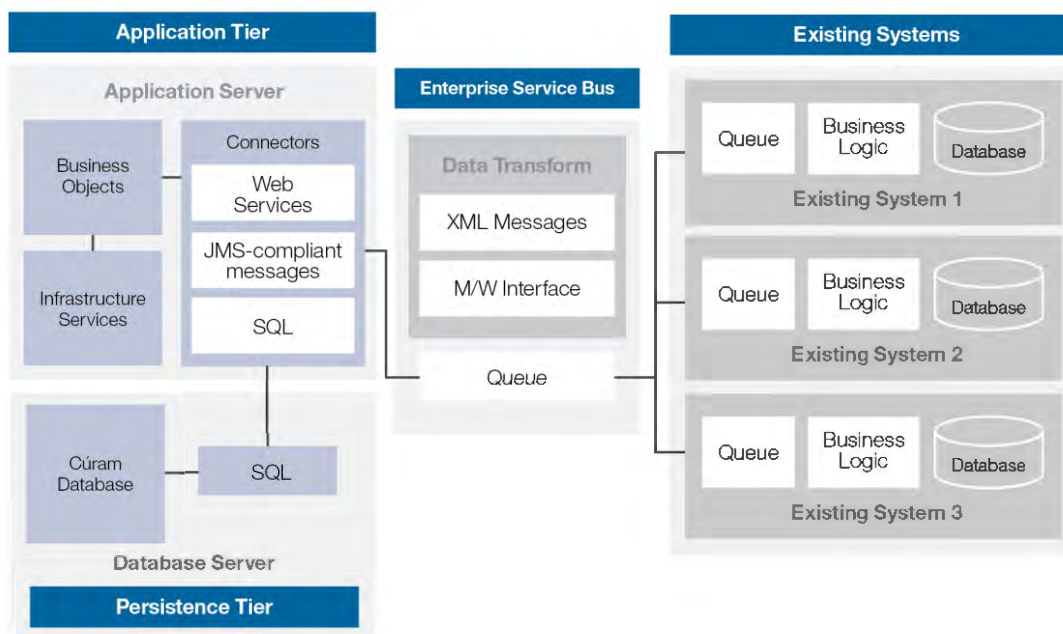 Application Tier
Application Server
Business
Objects
Infrastructure
Services
Connectors
Web
Services
JMS-compliant
messages
SQL
Cúram
Database
SQL
Database Server
Persistence Tier
Enterprise Service Bus
Data Transform
XML Messages
M/W Interface
Queue
Existing Systems
Queue
Business
Logic
Database
Existing System 1
Queue
Business
Logic
Database
Existing System 2
Queue
Business
Logic
Database
Existing System 3